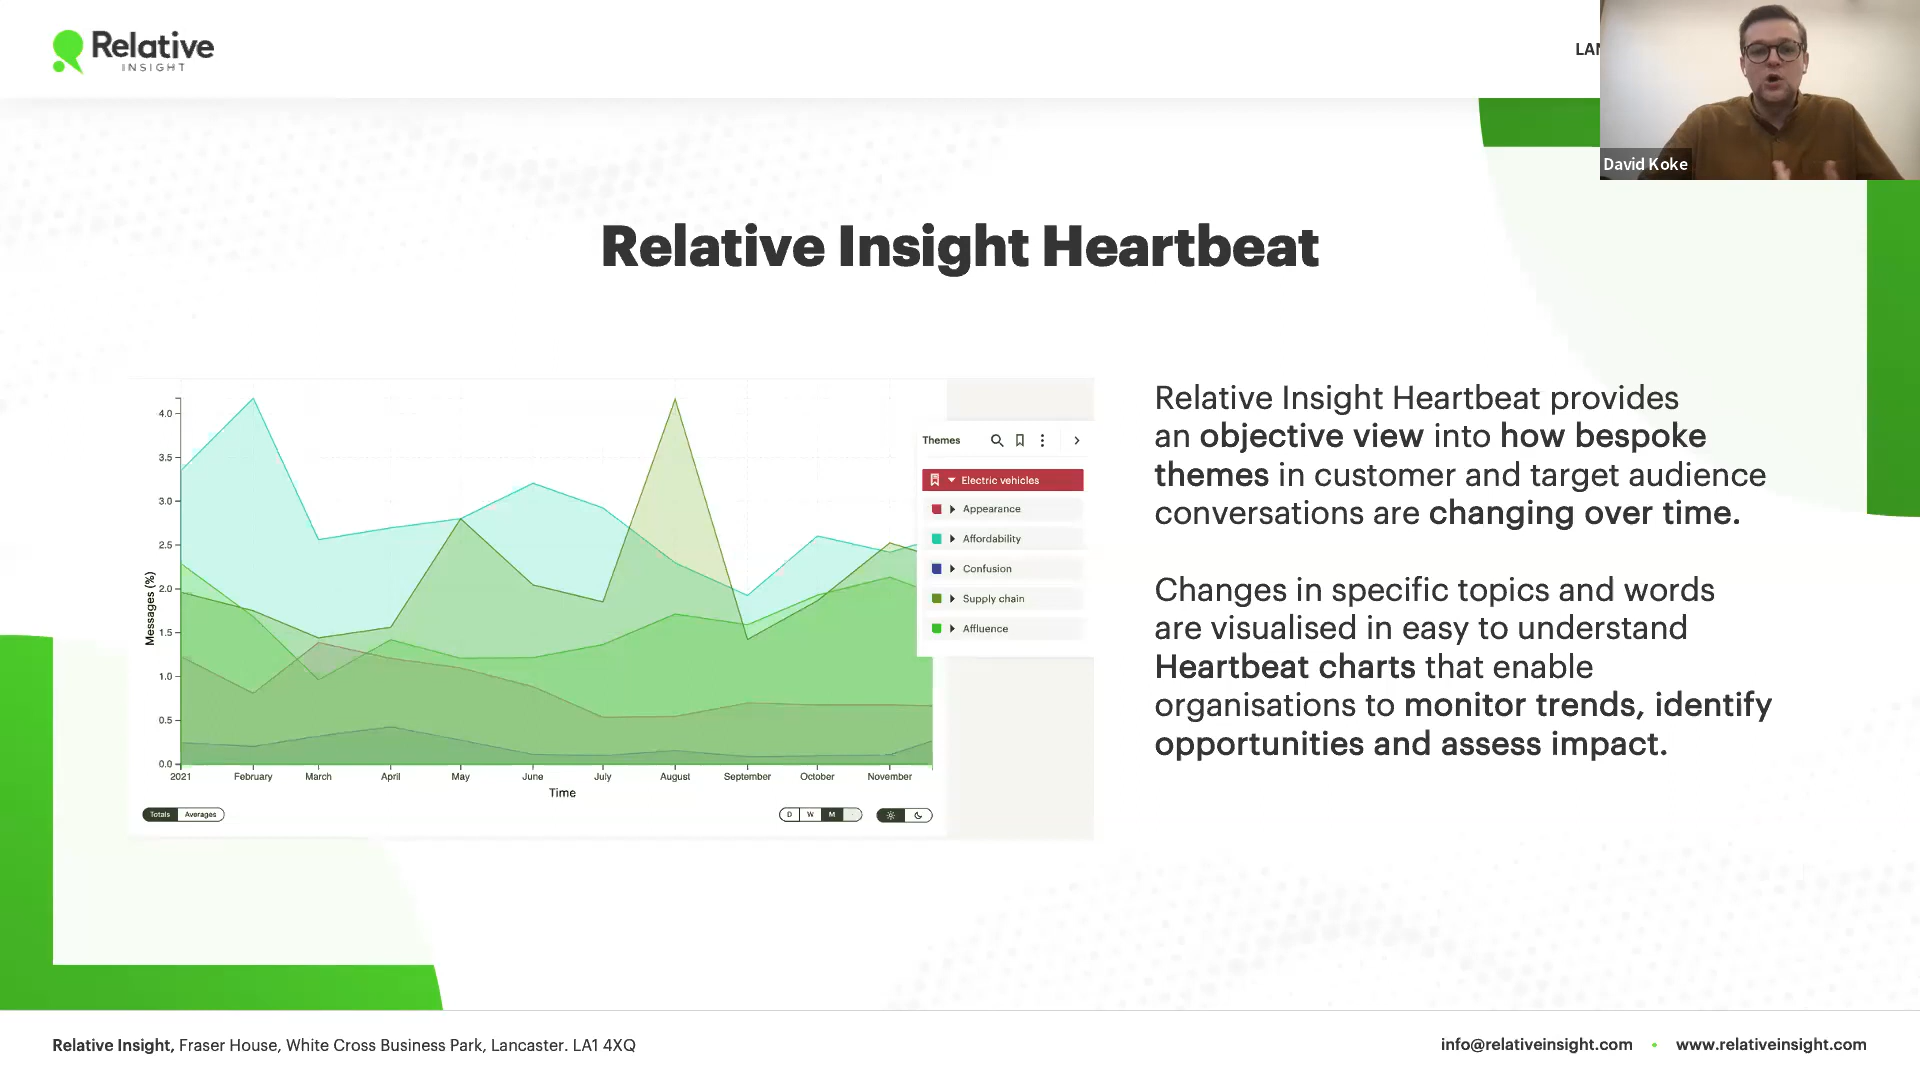 Relative
INSIGHT
LAN
David Koke
Relative Insight Heartbeat
4.0
3.5
3.0
2.5
2.0
1.5
1.0
0.5
0.0
Messages (%)
2021 February March April May June July August September October November
Time
Totals Averages
D W M
Themes
Electric vehicles
Appearance
Affordability
Confusion
Supply chain
Affluence
Relative Insight Heartbeat provides
an objective view into how bespoke
themes in customer and target audience
conversations are changing over time.
Changes in specific topics and words
are visualised in easy to understand
Heartbeat charts that enable
organisations to monitor trends, identify
opportunities and assess impact.
Relative Insight, Fraser House, White Cross Business Park, Lancaster. LA1 4XQ
info@relativeinsight.com • www.relativeinsight.com